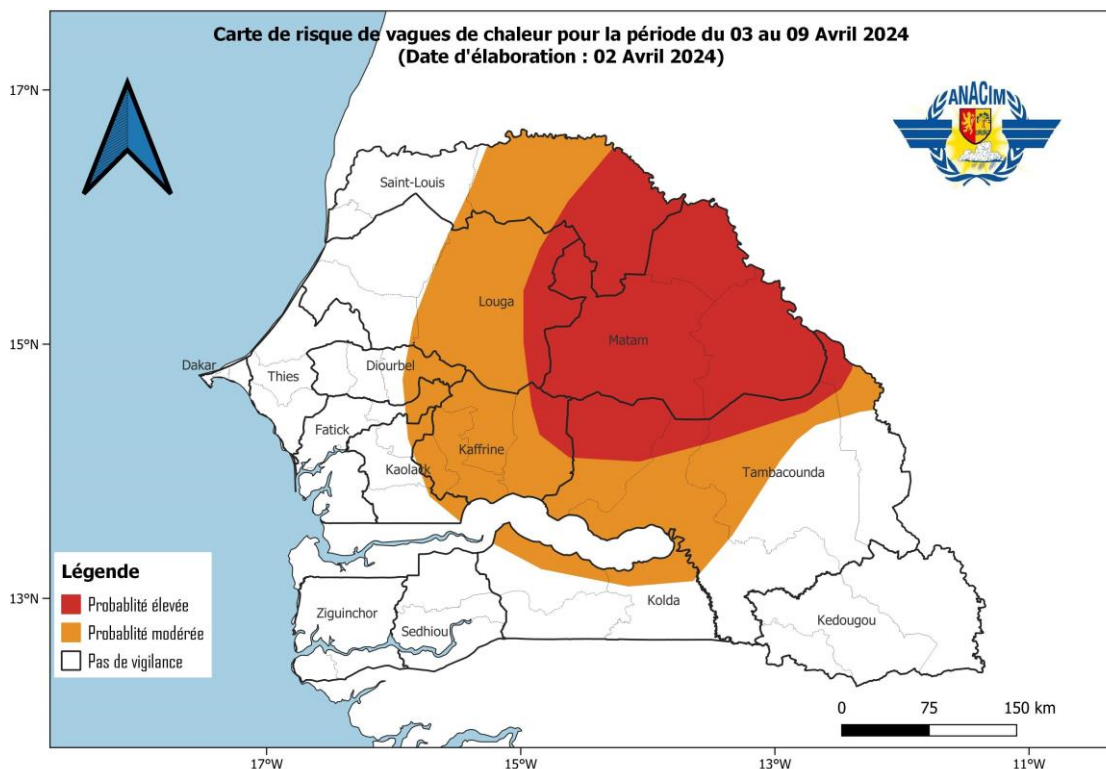 Carte de risque de vagues de chaleur pour la période du 03 au 09 Avril 2024
(Date d'élaboration : 02 Avril 2024)
ANACIM
17°N
15°N
13°N
Saint-Louis
Louga
Matam
Dakar
Thies
Diourbel
Fatick
Kaolack
Kaffrine
Tambacounda
Légende
Probablité élevée
Probablité modérée
Pas de vigilance
Ziguinchor
Sedhiou
Kolda
Kedougou
0 75 150 km
17°W 15°W 13°W 11°W